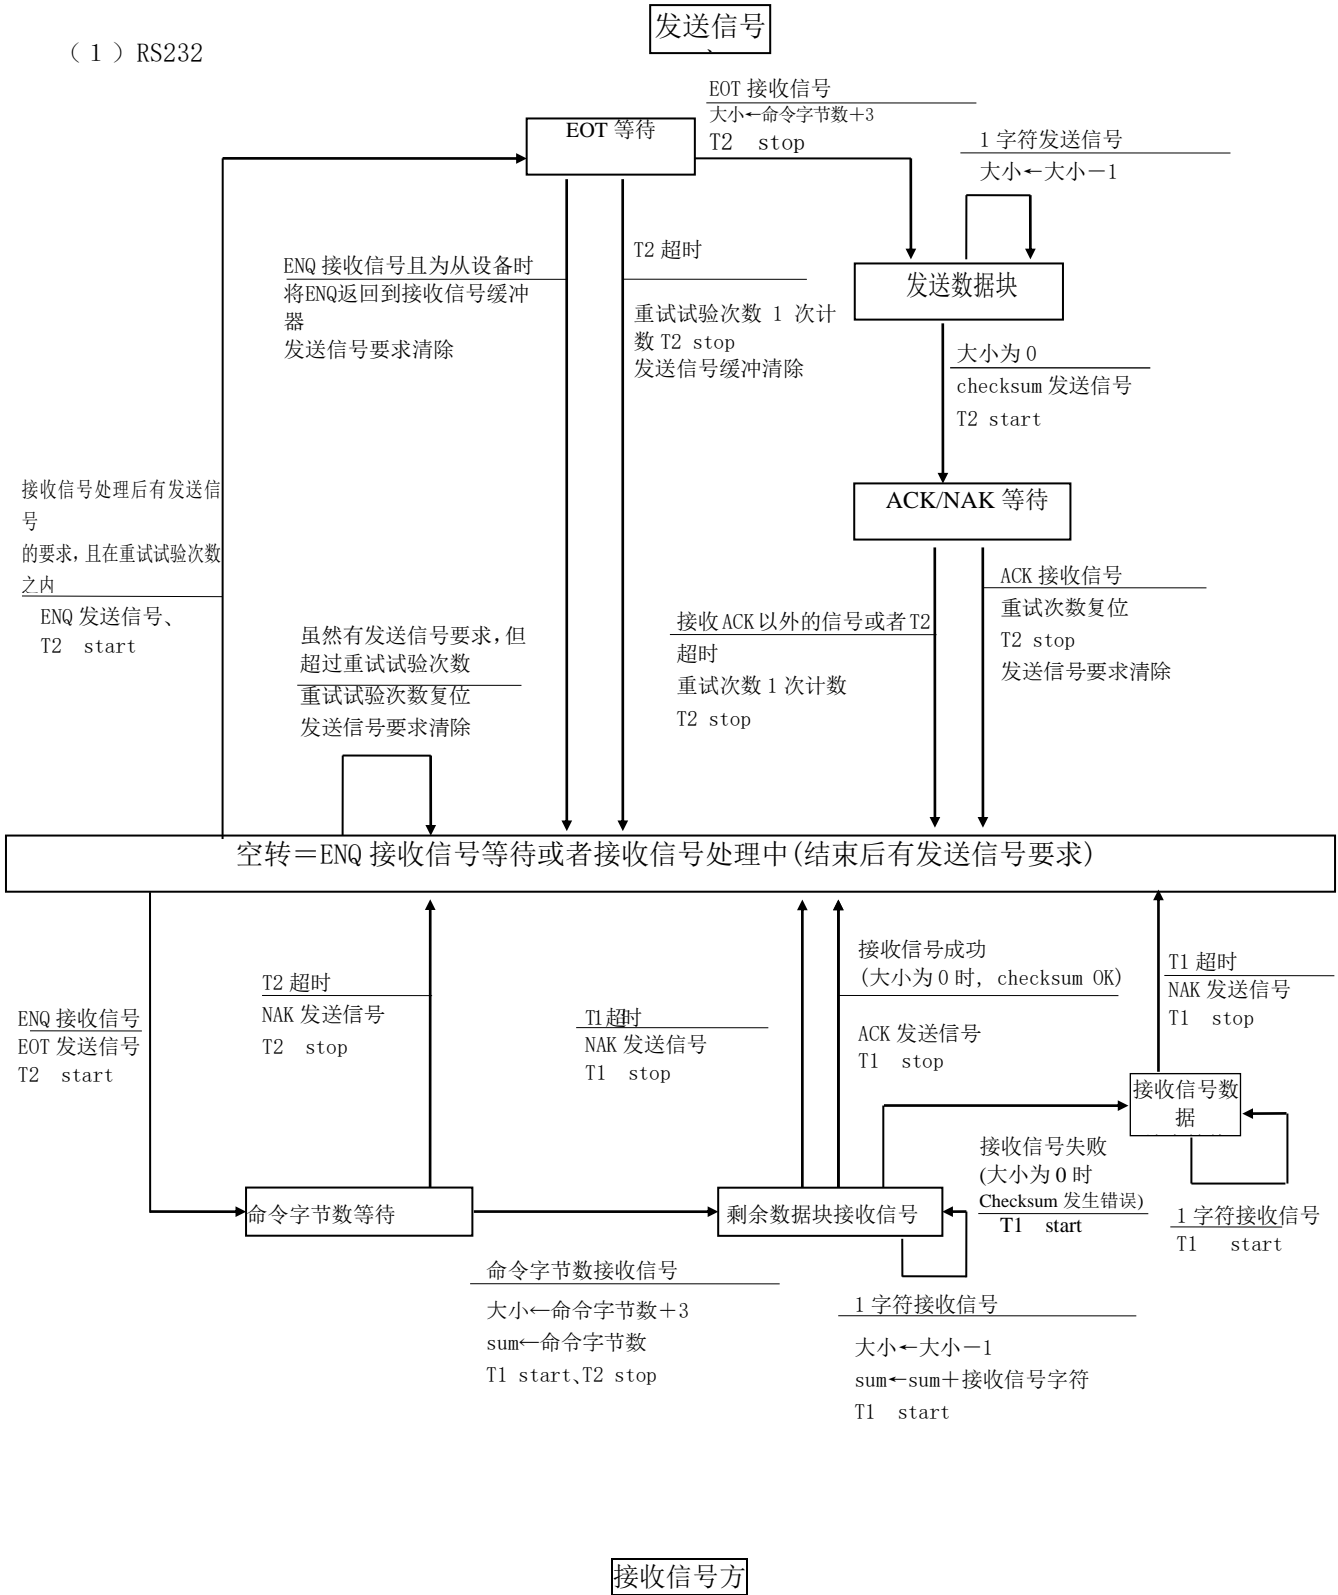 发送信号
（１）RS232
EOT 接收信号
大小←命令字节数＋3
T2 stop
EOT 等待
1 字符发送信号
大小←大小－1
ENQ 接收信号且为从设备时
将ENQ返回到接收信号缓冲
器
发送信号要求清除
T2 超时
重试试验次数 1 次计
数 T2 stop
发送信号缓冲清除
发送数据块
大小为 0
checksum 发送信号
T2 start
接收信号处理后有发送信
号
的要求，且在重试试验次数
之内
ENQ 发送信号、
T2 start
ACK/NAK 等待
虽然有发送信号要求，但
超过重试试验次数
重试试验次数复位
发送信号要求清除
接收 ACK 以外的信号或者 T2
超时
重试次数 1 次计数
T2 stop
ACK 接收信号
重试次数复位
T2 stop
发送信号要求清除
空转＝ENQ 接收信号等待或者接收信号处理中(结束后有发送信号要求)
ENQ 接收信号
EOT 发送信号
T2 start
T2 超时
NAK 发送信号
T2 stop
T1超时
NAK 发送信号
T1 stop
接收信号成功
(大小为 0 时, checksum OK)
ACK 发送信号
T1 stop
T1 超时
NAK 发送信号
T1 stop
接收信号数
据
接收信号失败
(大小为 0 时
Checksum 发生错误)
T1 start
1 字符接收信号
T1 start
命令字节数等待
剩余数据块接收信号
命令字节数接收信号
大小←命令字节数＋3
sum←命令字节数
T1 start、T2 stop
1 字符接收信号
大小←大小－1
sum←sum＋接收信号字符
T1 start
接收信号方